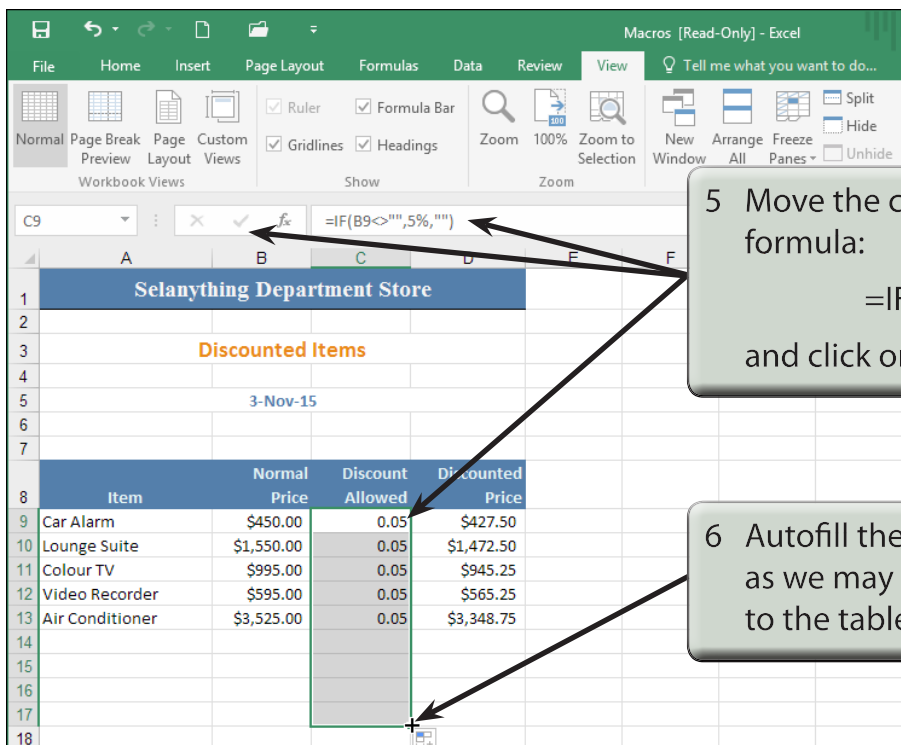 Macros [Read-Only] - Excel
File Home Insert Page Layout Formulas Data Review View Tell me what you want to do...
Normal Page Break Preview Page Layout Custom Views
Workbook Views
Ruler Formula Bar
Gridlines Headings
Show
Zoom 100% Zoom to Selection
Zoom
New Window Arrange All Freeze Panes
Split
Hide
Unhide
C9 fx =IF(B9<>"",5%,"")
A B C D E F
1 Selanything Department Store
2
3 Discounted Items
4
5 3-Nov-15
6
7
8 Item Normal Price Discount Allowed Discounted Price
9 Car Alarm $450.00 0.05 $427.50
10 Lounge Suite $1,550.00 0.05 $1,472.50
11 Colour TV $995.00 0.05 $945.25
12 Video Recorder $595.00 0.05 $565.25
13 Air Conditioner $3,525.00 0.05 $3,348.75
14
15
16
17
18
5 Move the
formula:
=IF
and click
6 Autofill the
as we may
to the table